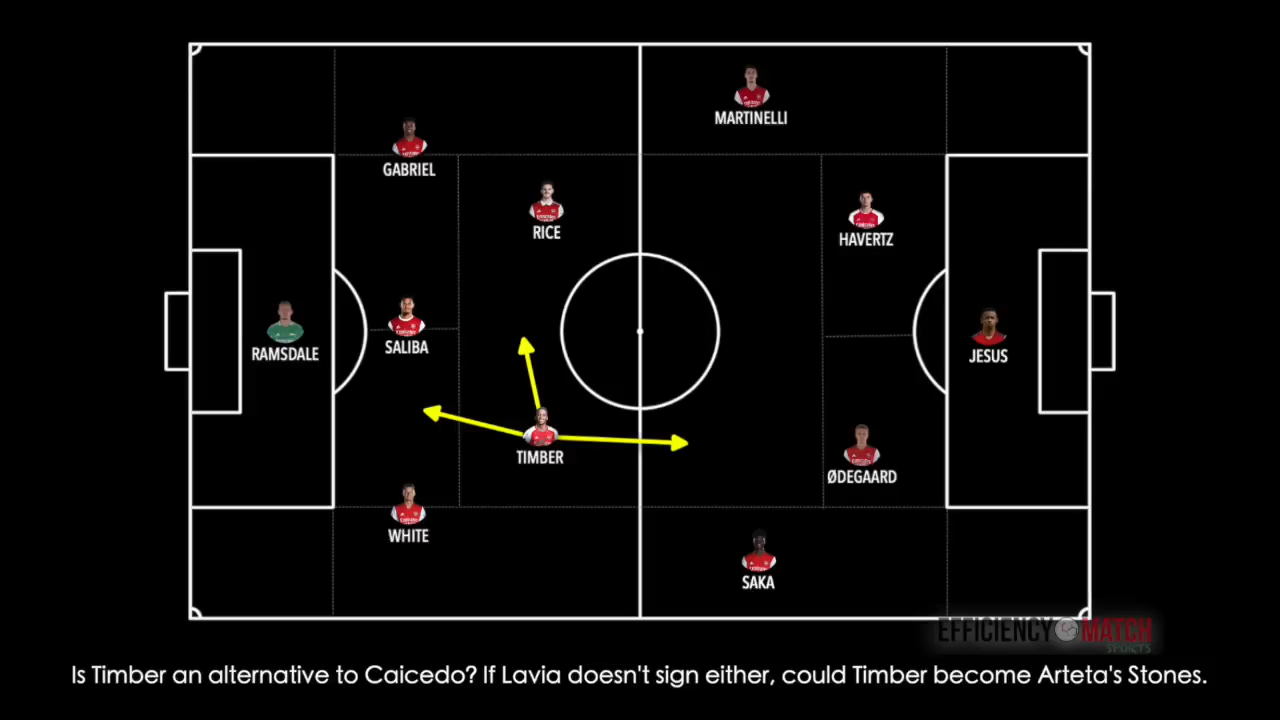 MARTINELLI
GABRIEL
RICE
HAVERTZ
RAMSDALE
SALIBA
JESUS
TIMBER
ØDEGAARD
WHITE
SAKA
EFFICIENCY MATCH
SPORTS
Is Timber an alternative to Caicedo? If Lavia doesn't sign either, could Timber become Arteta's Stones.